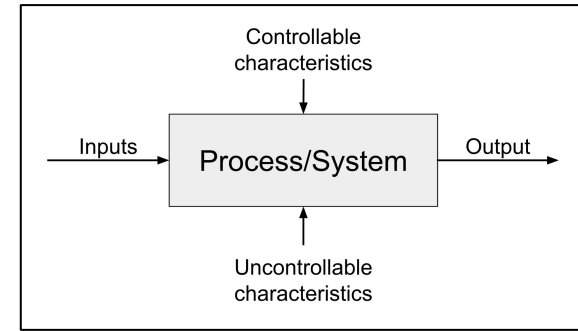 Controllable
characteristics
Inputs
Process/System
Output
Uncontrollable
characteristics